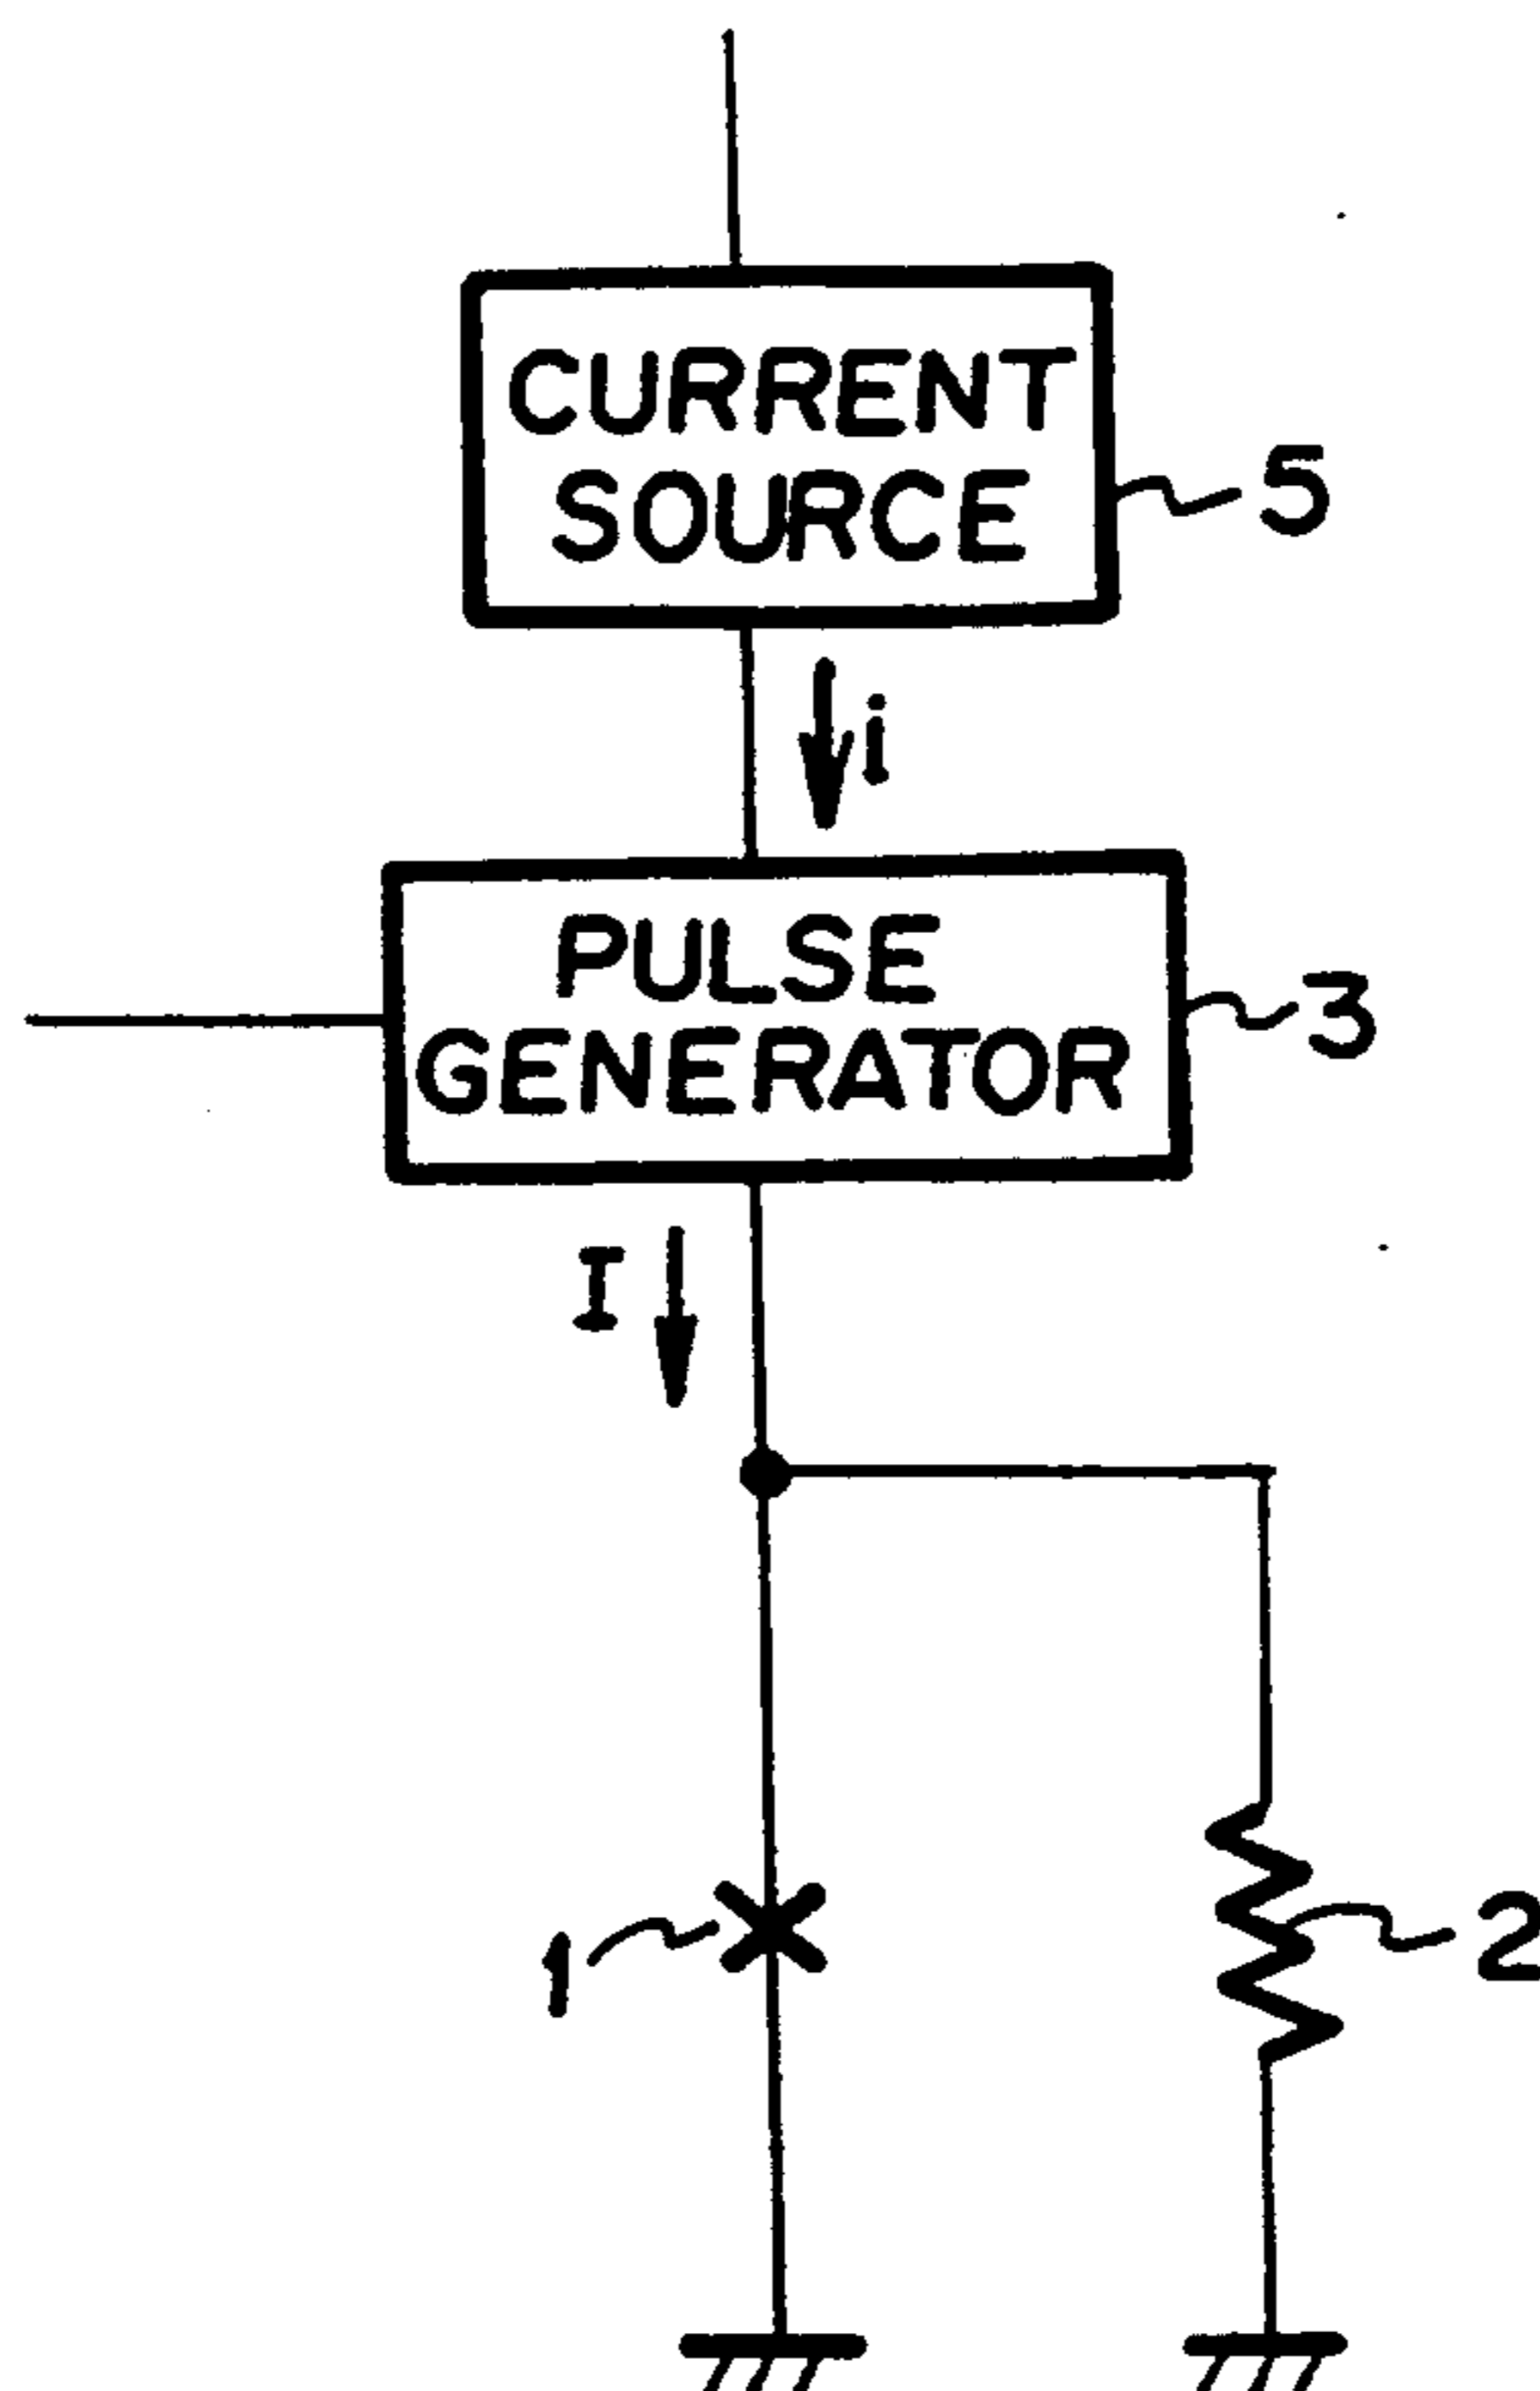 CURRENT
SOURCE
5
i
PULSE
GENERATOR
3
I
1
2